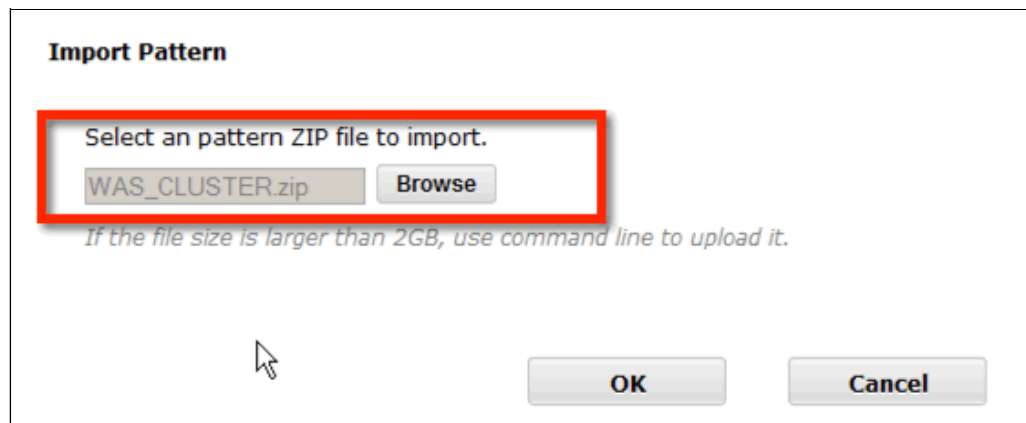 Import Pattern
Select an pattern ZIP file to import.
WAS_CLUSTER.zip Browse
If the file size is larger than 2GB, use command line to upload it.
OK Cancel